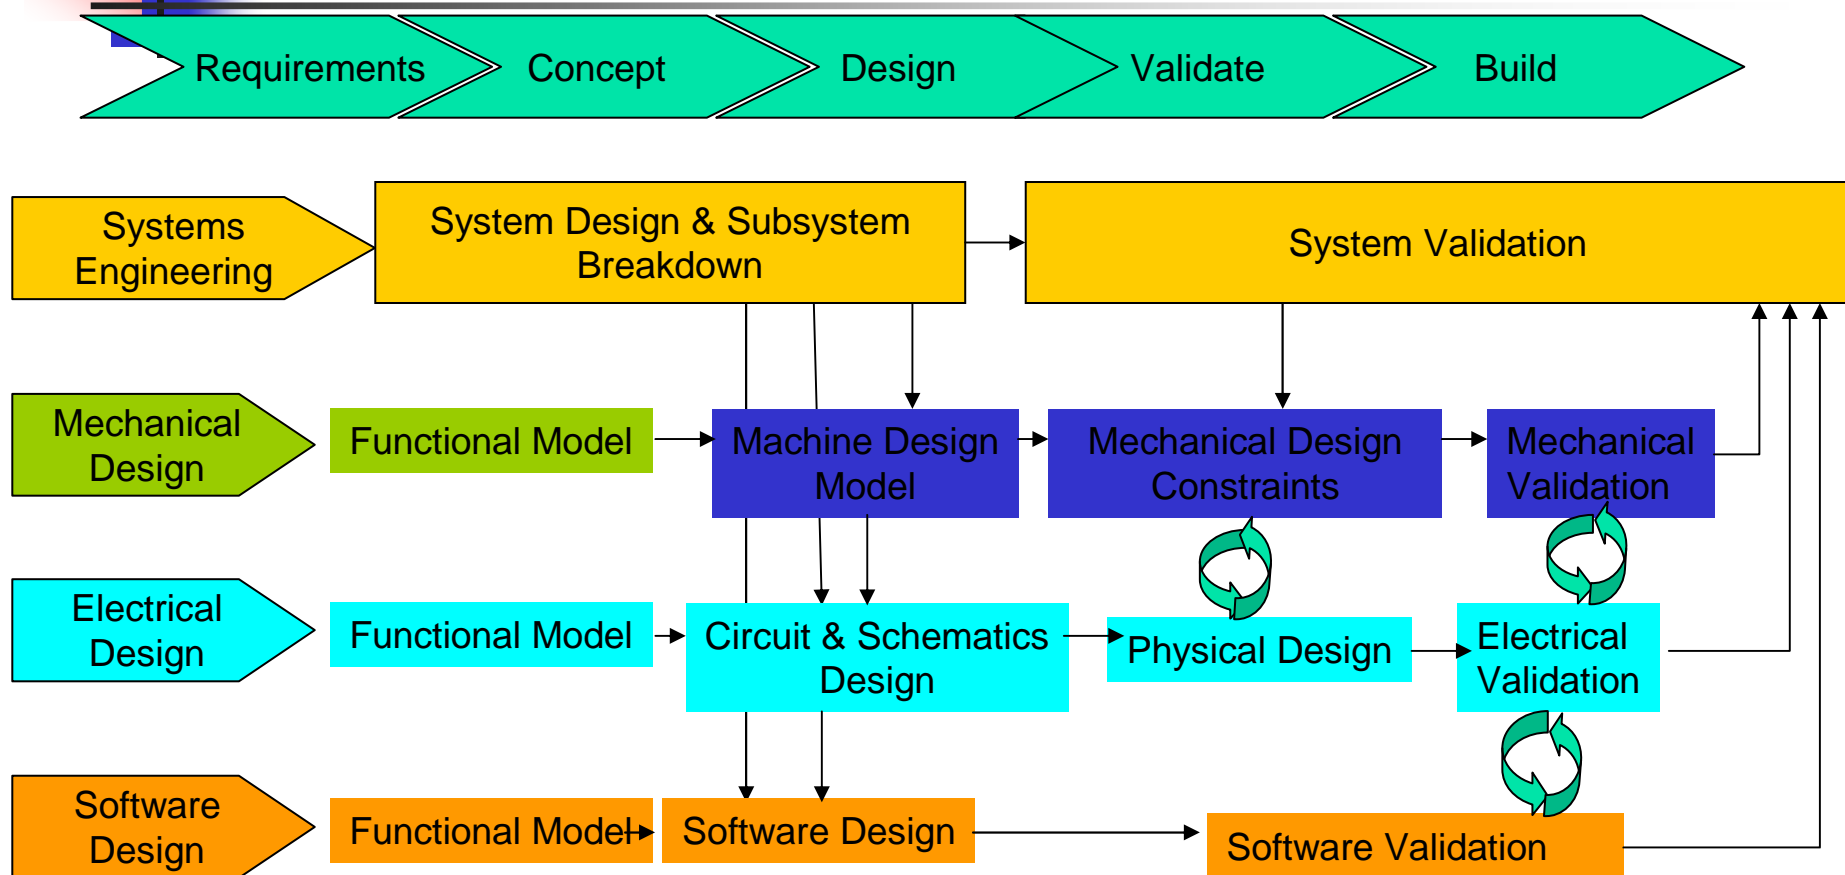 Requirements
Concept
Design
Validate
Build
Systems
Engineering
System Design & Subsystem
Breakdown
System Validation
Mechanical
Design
Functional Model
Machine Design
Model
Mechanical Design
Constraints
Mechanical
Validation
Electrical
Design
Functional Model
Circuit & Schematics
Design
Physical Design
Electrical
Validation
Software
Design
Functional Model
Software Design
Software Validation